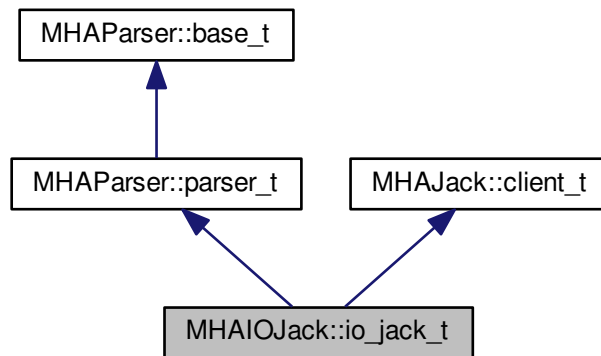 MHAParser::base_t
MHAParser::parser_t
MHAJack::client_t
MHAIOJack::io_jack_t